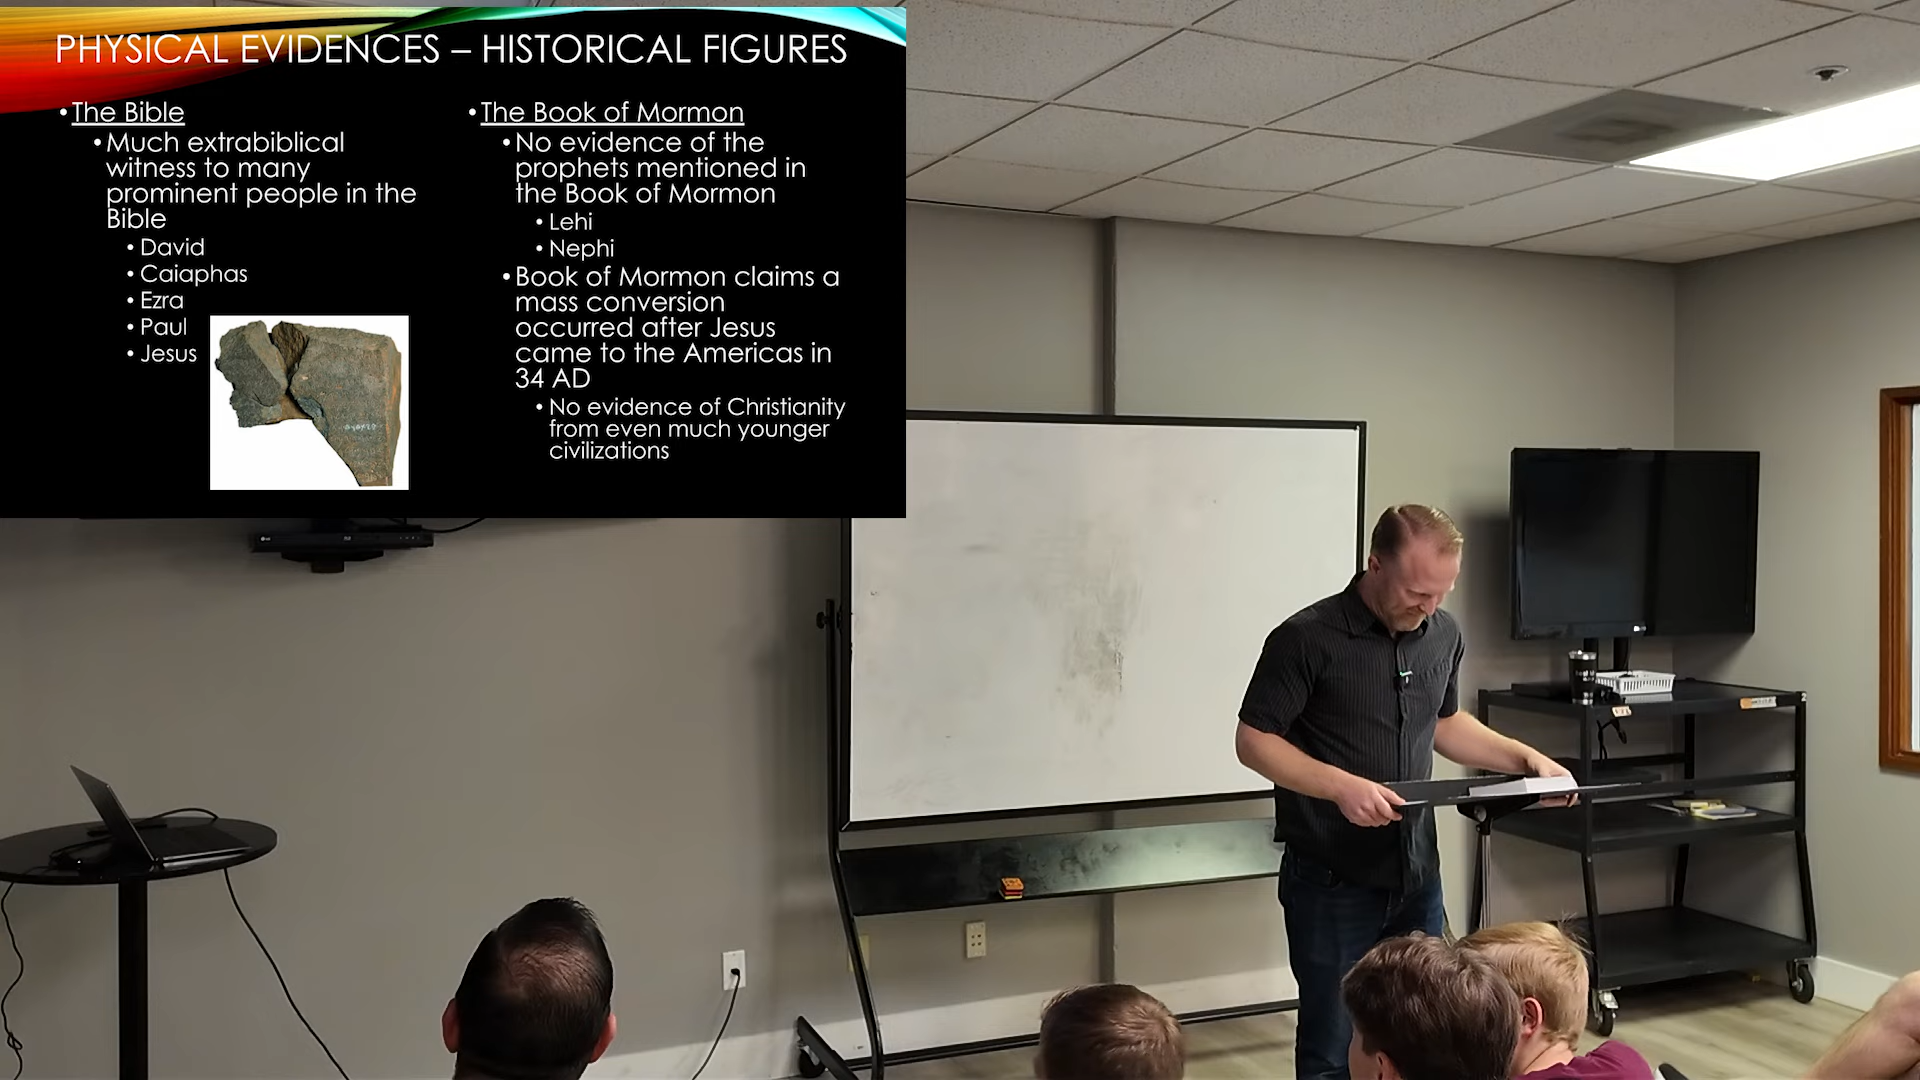 PHYSICAL EVIDENCES – HISTORICAL FIGURES
• The Bible
• Much extrabiblical
witness to many
prominent people in the
Bible
• David
• Caiaphas
• Ezra
• Paul
• Jesus
• The Book of Mormon
• No evidence of the
prophets mentioned in
the Book of Mormon
• Lehi
• Nephi
• Book of Mormon claims a
mass conversion
occurred after Jesus
came to the Americas in
34 AD
• No evidence of Christianity
from even much younger
civilizations